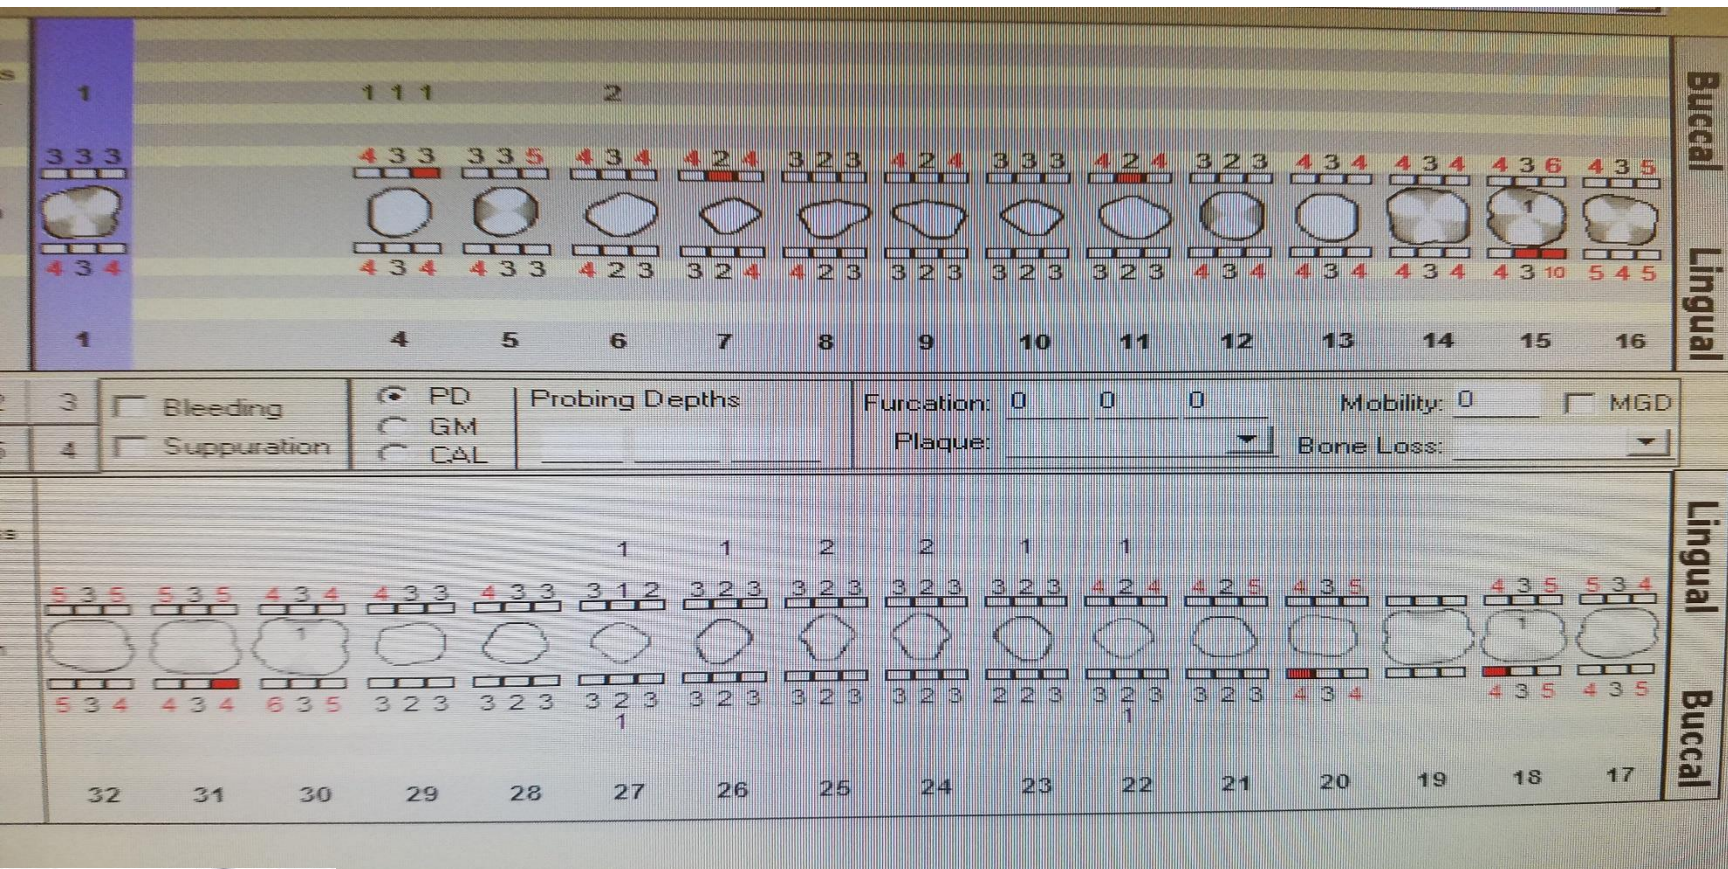 s
1 1 1 1 2
3 3 3 4 3 3 3 3 5 4 3 4 4 2 4 3 2 3 4 2 4 3 3 3 4 2 4 3 2 3 4 3 4 4 3 4 4 3 6 4 3 5
1
4 3 4 4 3 4 4 3 3 4 2 3 3 2 4 4 2 3 3 2 3 3 2 3 3 2 3 4 3 4 4 3 4 4 3 4 4 3 10 5 4 5
1 4 5 6 7 8 9 10 11 12 13 14 15 16
Buccal
Lingual
3 Bleeding PD Probing Depths Furcation: 0 0 0 Mobility: 0 MGD
GM
4 Suppuration CAL Plaque: Bone Loss:
s
1 1 2 2 1 1
5 3 5 5 3 5 4 3 4 4 3 3 4 3 3 3 1 2 3 2 3 3 2 3 3 2 3 3 2 3 4 2 4 4 2 5 4 3 5 4 3 5 5 3 4
1 1
5 3 4 4 3 4 6 3 5 3 2 3 3 2 3 3 2 3 3 2 3 3 2 3 3 2 3 2 2 3 3 2 3 3 2 3 4 3 4 4 3 5 4 3 5
1 1
32 31 30 29 28 27 26 25 24 23 22 21 20 19 18 17
Lingual
Buccal